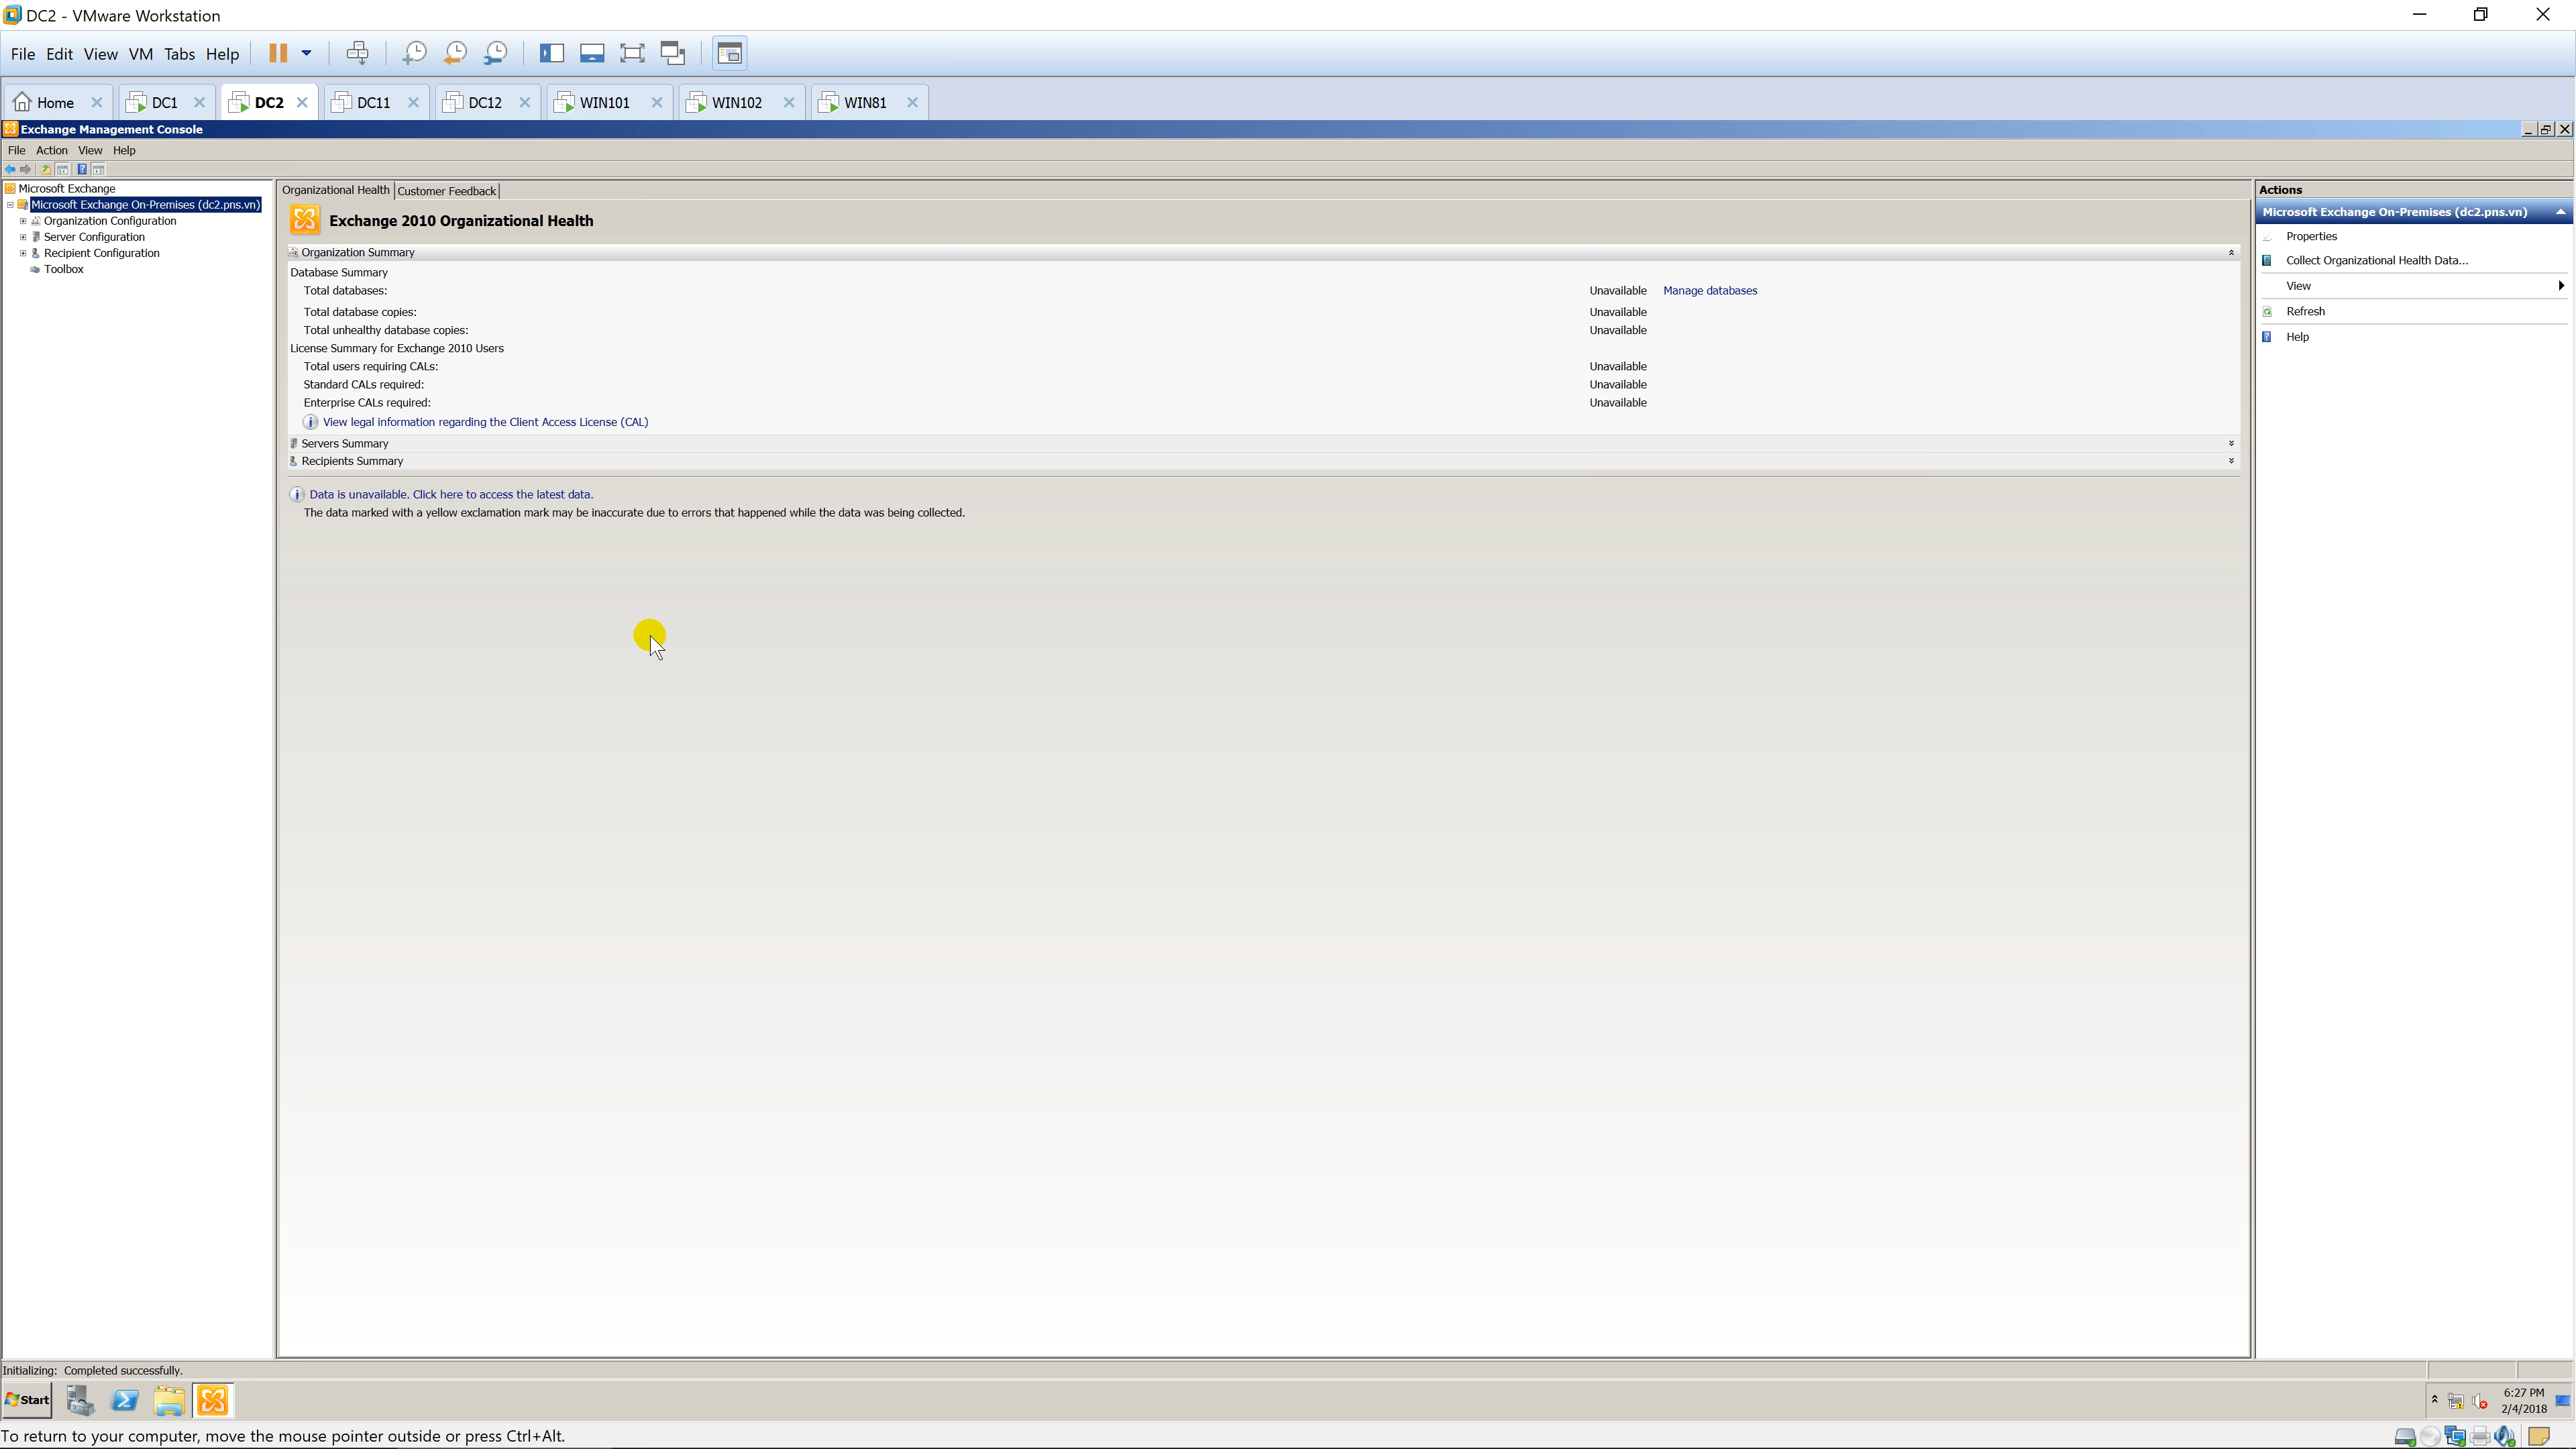 DC2 - VMware Workstation
File Edit View VM Tabs Help
Home DC1 DC2 DC11 DC12 WIN101 WIN102 WIN81
Exchange Management Console
File Action View Help
Microsoft Exchange
Microsoft Exchange On-Premises (dc2.pns.vn)
Organization Configuration
Server Configuration
Recipient Configuration
Toolbox
Organizational Health Customer Feedback
Exchange 2010 Organizational Health
Organization Summary
Database Summary
Total databases: Unavailable Manage databases
Total database copies: Unavailable
Total unhealthy database copies: Unavailable
License Summary for Exchange 2010 Users
Total users requiring CALs: Unavailable
Standard CALs required: Unavailable
Enterprise CALs required: Unavailable
View legal information regarding the Client Access License (CAL)
Servers Summary
Recipients Summary
Data is unavailable. Click here to access the latest data.
The data marked with a yellow exclamation mark may be inaccurate due to errors that happened while the data was being collected.
Actions
Microsoft Exchange On-Premises (dc2.pns.vn)
Properties
Collect Organizational Health Data...
View
Refresh
Help
Initializing: Completed successfully.
Start
6:27 PM
2/4/2018
To return to your computer, move the mouse pointer outside or press Ctrl+Alt.